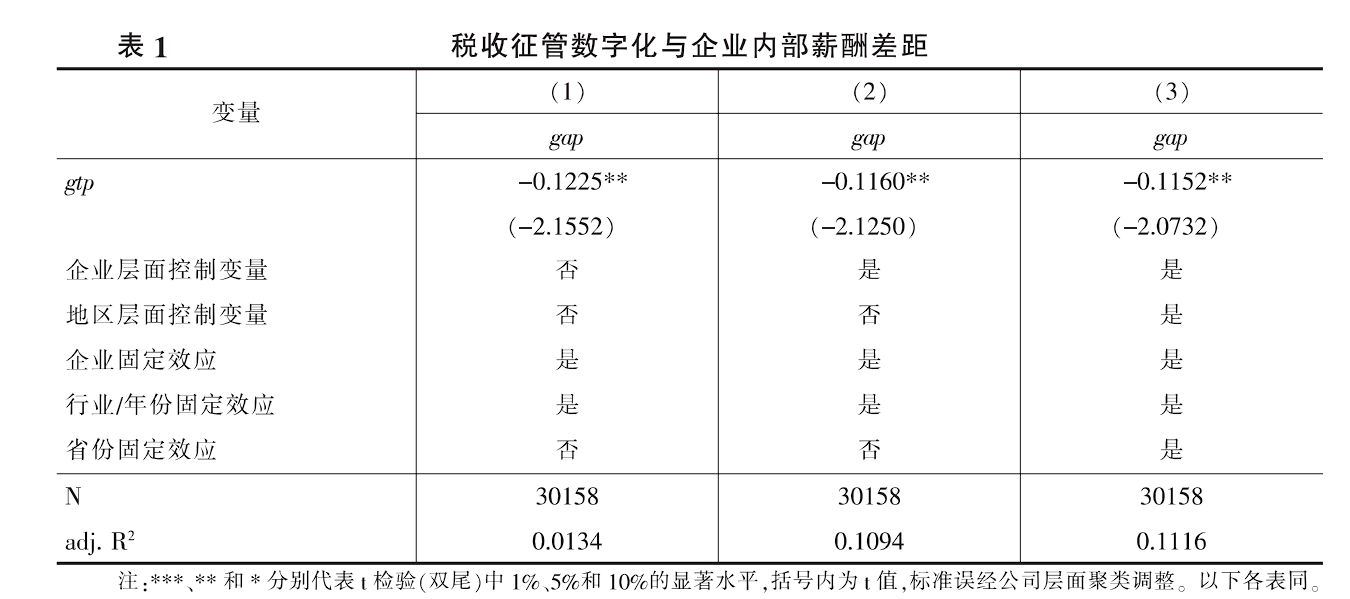 表 1 税收征管数字化与企业内部薪酬差距
变量 (1) (2) (3)
gap gap gap
gtp -0.1225** -0.1160** -0.1152**
(-2.1552) (-2.1250) (-2.0732)
企业层面控制变量 否 是 是
地区层面控制变量 否 否 是
企业固定效应 是 是 是
行业/年份固定效应 是 是 是
省份固定效应 否 否 是
N 30158 30158 30158
adj. R² 0.0134 0.1094 0.1116
注:***、** 和 * 分别代表 t 检验(双尾)中 1%、5%和 10%的显著水平,括号内为 t 值,标准误经公司层面聚类调整。以下各表同。